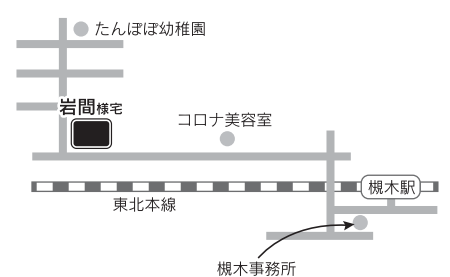 たんぽぽ幼稚園
岩間様宅
コロナ美容室
槻木駅
東北本線
槻木事務所